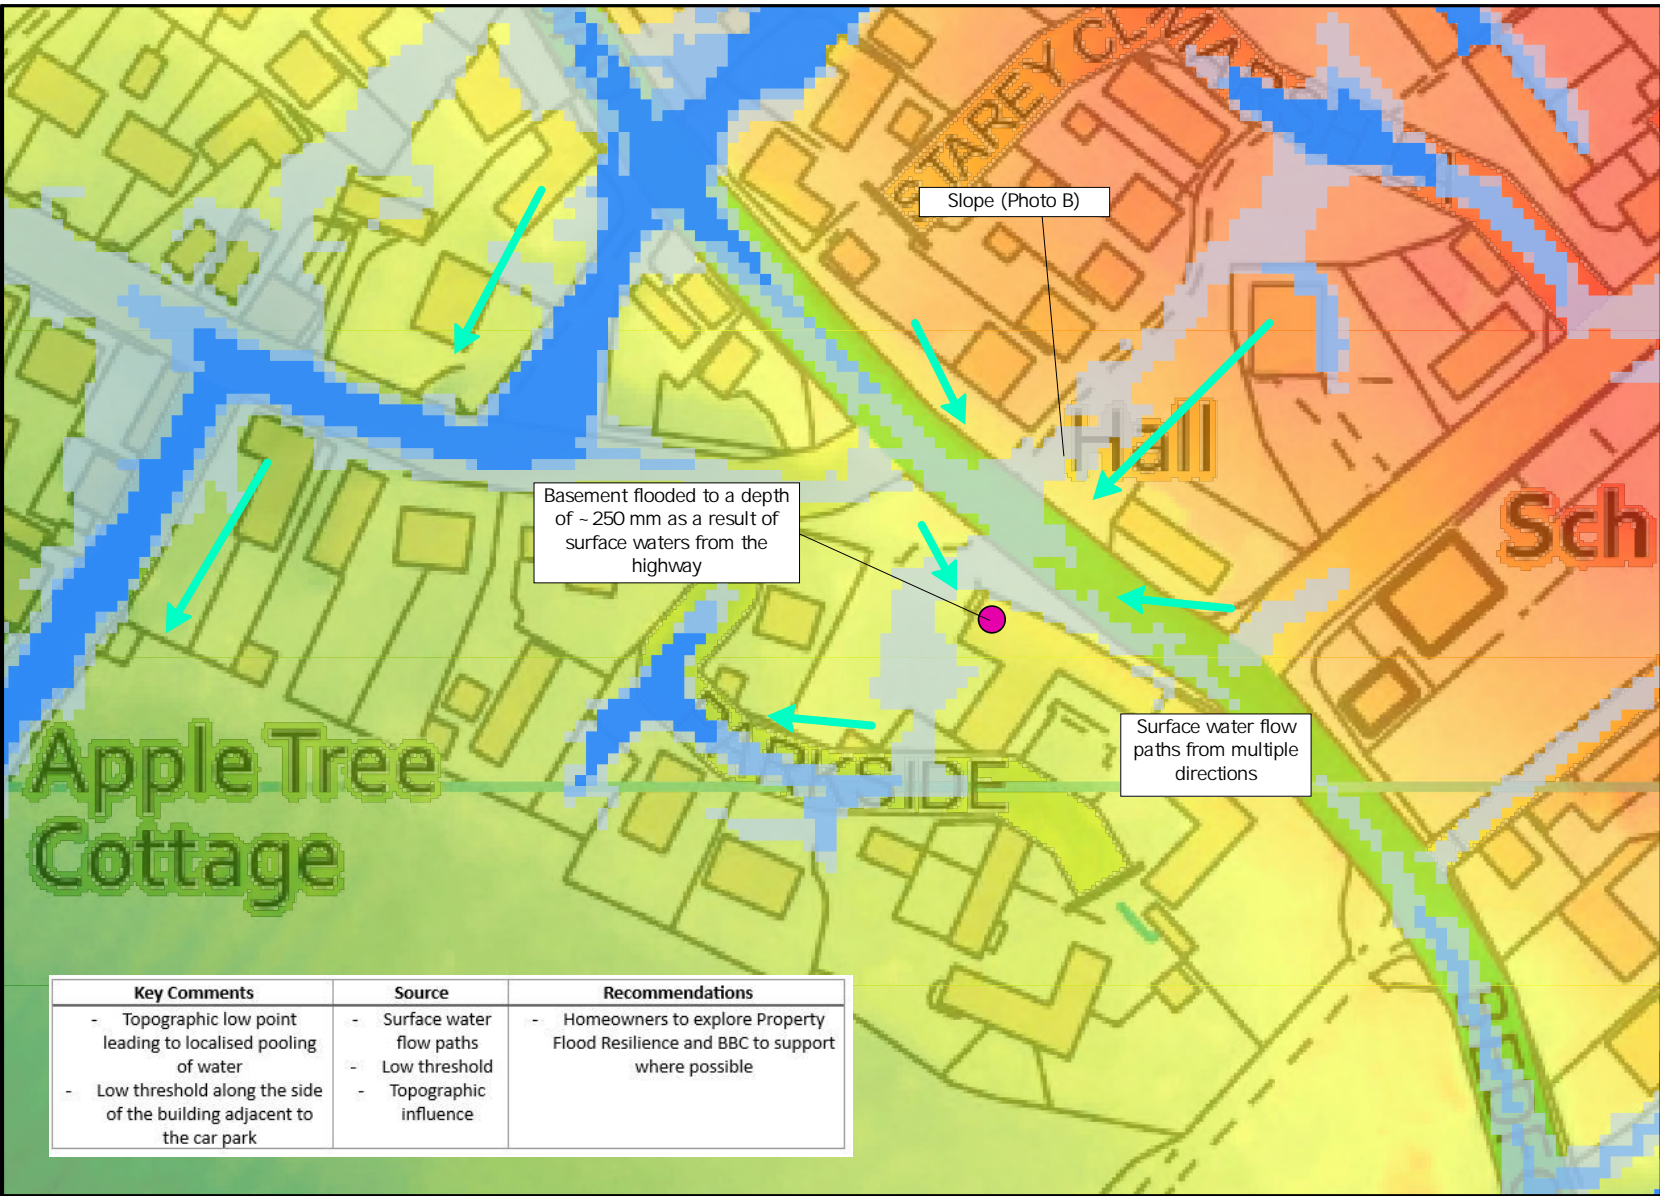 STAREY CLMARD
Slope (Photo B)
Hall
Sch
Basement flooded to a depth
of ~250 mm as a result of
surface waters from the
highway
Surface water flow
paths from multiple
directions
Apple Tree
Cottage
Key Comments
- Topographic low point
leading to localised pooling
of water
- Low threshold along the side
of the building adjacent to
the car park
Source
- Surface water
flow paths
- Low threshold
- Topographic
influence
Recommendations
- Homeowners to explore Property
Flood Resilience and BBC to support
where possible